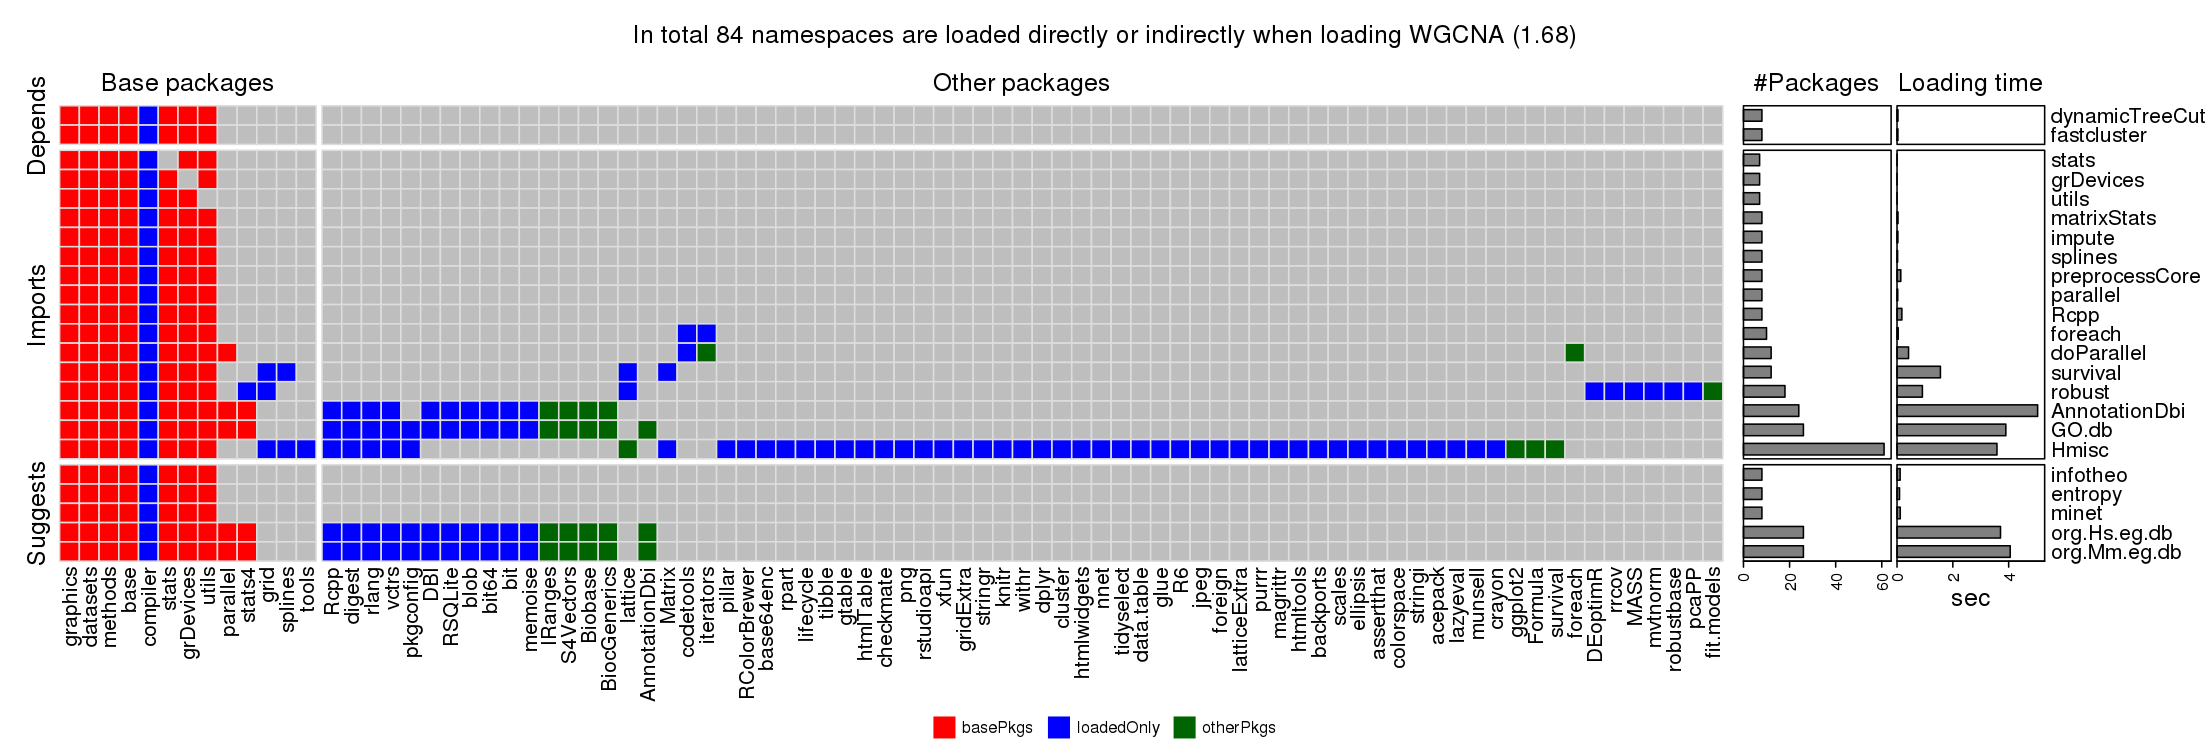 In total 84 namespaces are loaded directly or indirectly when loading WGCNA (1.68)
Base packages
Other packages
#Packages
Loading time
Depends
Imports
Suggests
dynamicTreeCut
fastcluster
stats
grDevices
utils
matrixStats
impute
splines
preprocessCore
parallel
Rcpp
foreach
doParallel
survival
robust
AnnotationDbi
GO.db
Hmisc
infotheo
entropy
minet
org.Hs.eg.db
org.Mm.eg.db
graphics
datasets
methods
base
compiler
stats
grDevices
utils
parallel
stats4
grid
splines
tools
Rcpp
digest
rlang
vctrs
pkgconfig
DBI
RSQLite
blob
bit64
bit
memoise
IRanges
S4Vectors
Biobase
BiocGenerics
lattice
AnnotationDbi
Matrix
codetools
iterators
pillar
RColorBrewer
base64enc
rpart
lifecycle
tibble
gtable
htmlTable
checkmate
png
rstudioapi
xfun
gridExtra
stringr
knitr
withr
dplyr
cluster
htmlwidgets
nnet
tidyselect
data.table
glue
R6
jpeg
foreign
latticeExtra
purrr
magrittr
htmltools
backports
scales
ellipsis
assertthat
colorspace
stringi
acepack
lazyeval
munsell
crayon
ggplot2
Formula
survival
foreach
DEoptimR
rrcov
MASS
mvtnorm
robustbase
pcaPP
fit.models
0
20
40
60
0
2
4
sec
basePkgs
loadedOnly
otherPkgs